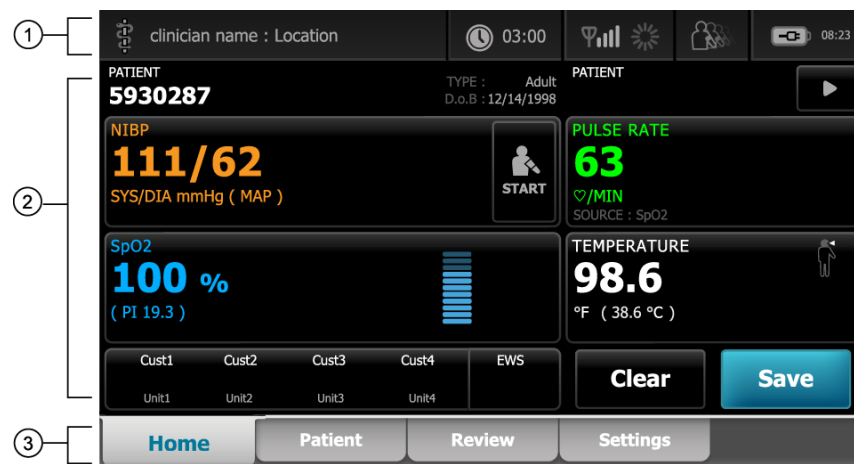 1
clinician name : Location
03:00
08:23
2
PATIENT
5930287
TYPE : Adult
D.o.B : 12/14/1998
PATIENT
NIBP
111/62
SYS/DIA mmHg ( MAP )
START
PULSE RATE
63
♡/MIN
SOURCE : SpO2
SpO2
100 %
( PI 19.3 )
TEMPERATURE
98.6
°F ( 38.6 °C )
Cust1 Cust2 Cust3 Cust4 EWS
Unit1 Unit2 Unit3 Unit4
Clear
Save
3
Home Patient Review Settings